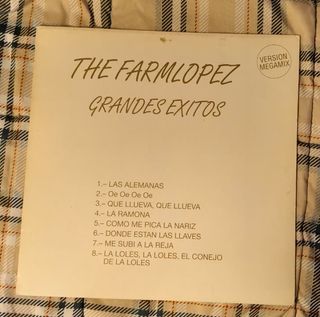 THE FARMLOPEZ
VERSION
MEGAMIX
GRANDES EXITOS
1.– LAS ALEMANAS
2.– Oe Oe Oe Oe
3.– QUE LLUEVA, QUE LLUEVA
4.– LA RAMONA
5.– COMO ME PICA LA NARIZ
6.– DONDE ESTAN LAS LLAVES
7.– ME SUBI A LA REJA
8.– LA LOLES, LA LOLES, EL CONEJO
DE LA LOLES